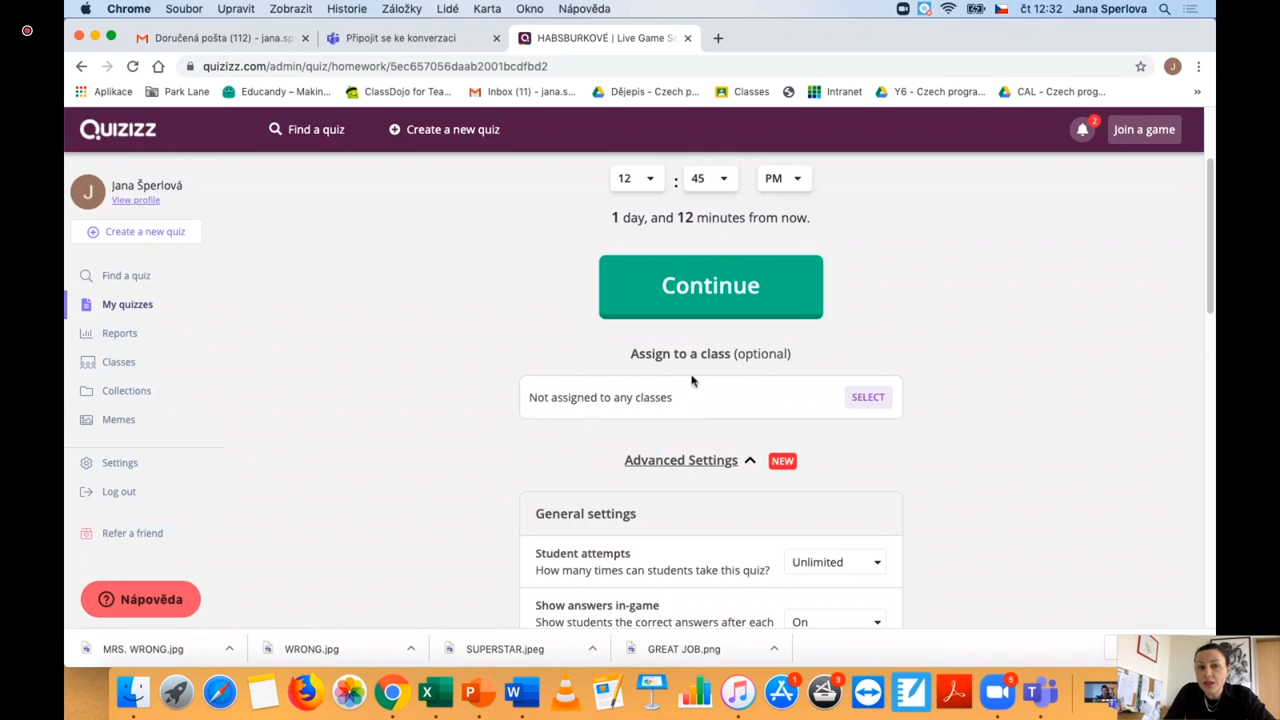 Chrome Soubor Upravit Zobrazit Historie Záložky Lidé Karta Okno Nápověda čt 12:32 Jana Sperlova
Doručená pošta (112) - jana.sp
Připojit se ke konverzaci
HABSBURKOVÉ | Live Game S
quizizz.com/admin/quiz/homework/5ec657056daab2001bcdfbd2
J
Aplikace Park Lane Educandy – Makin... ClassDojo for Tea... Inbox (11) - jana.s... Dějepis - Czech p... Classes Intranet Y6 - Czech progra... CAL - Czech prog... »
Quizizz Find a quiz Create a new quiz 2 Join a game
J Jana Šperlová
View profile
Create a new quiz
Find a quiz
My quizzes
Reports
Classes
Collections
Memes
Settings
Log out
Refer a friend
Nápověda
12 : 45 PM
1 day, and 12 minutes from now.
Continue
Assign to a class (optional)
Not assigned to any classes SELECT
Advanced Settings NEW
General settings
Student attempts
How many times can students take this quiz? Unlimited
Show answers in-game
Show students the correct answers after each On
MRS. WRONG.jpg WRONG.jpg SUPERSTAR.jpeg GREAT JOB.png
1 3 5